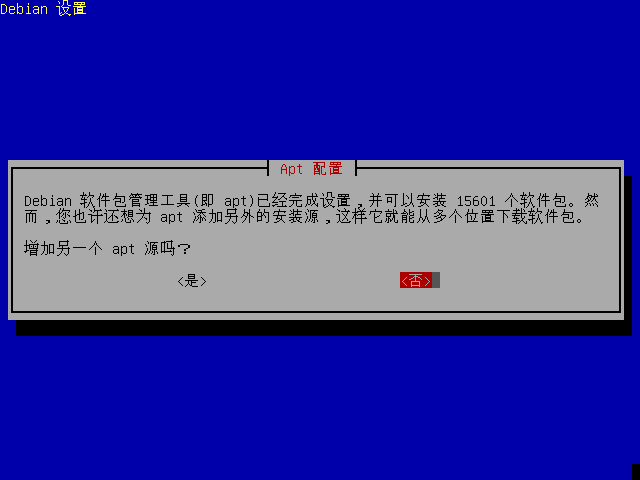 Debian 设置
Apt 配置
Debian 软件包管理工具(即 apt)已经完成设置,并可以安装 15601 个软件包。然
而,您也许还想为 apt 添加另外的安装源,这样它就能从多个位置下载软件包。
增加另一个 apt 源吗?
<是> <否>